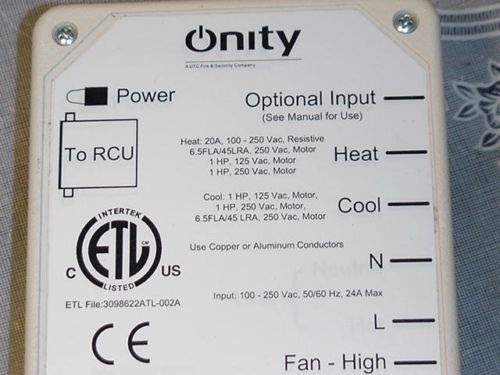 Onity
A UTC Fire & Security Company
Power
Optional Input
(See Manual for Use)
To RCU
Heat: 20A, 100 - 250 Vac, Resistive
6.5FLA/45LRA, 250 Vac, Motor
1 HP, 125 Vac, Motor
1 HP, 250 Vac, Motor
Heat
Cool: 1 HP, 125 Vac, Motor,
1 HP, 250 Vac, Motor,
6.5FLA/45 LRA, 250 Vac, Motor
Cool
INTERTEK
ETL
CM
LISTED
C
US
Use Copper or Aluminum Conductors
N
Neutral
ETL File:3098622ATL-002A
Input: 100 - 250 Vac, 50/60 Hz, 24A Max
L
CE
Fan - High